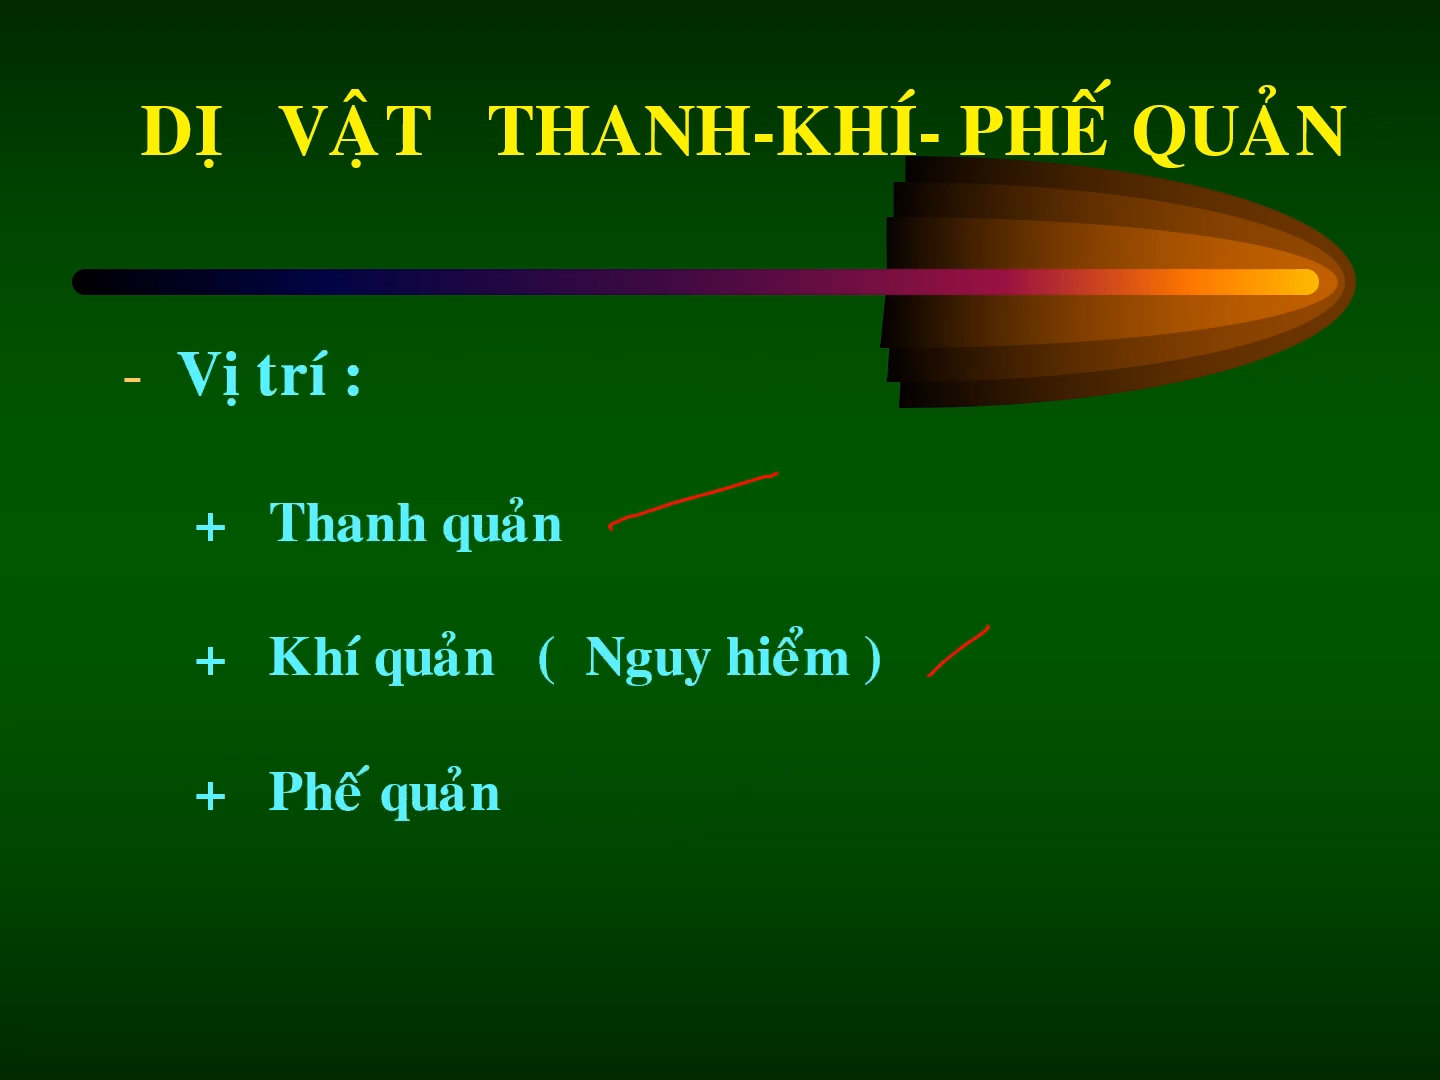 DỊ VẬT THANH-KHÍ- PHẾ QUẢN
- Vị trí :
+ Thanh quản
+ Khí quản ( Nguy hiểm )
+ Phế quản